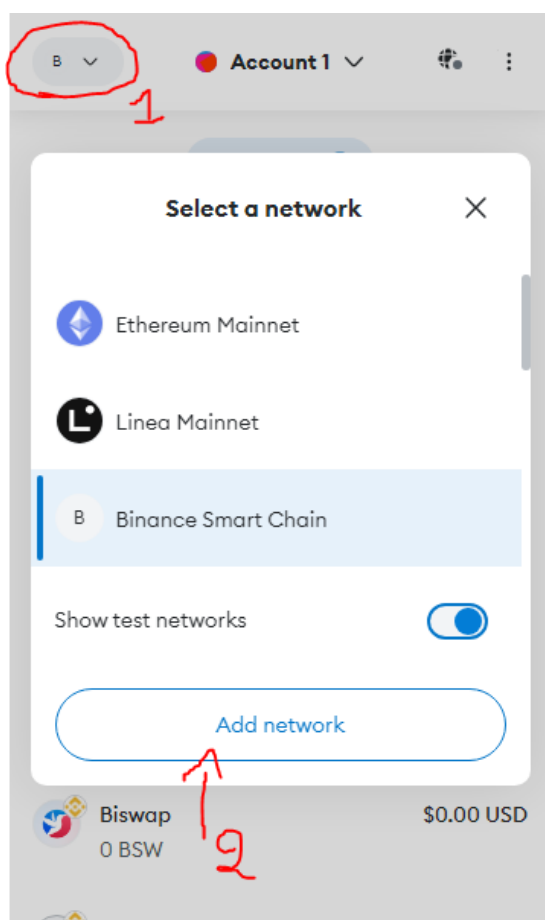 B
Account 1
1
Select a network
Ethereum Mainnet
Linea Mainnet
B Binance Smart Chain
Show test networks
Add network
Biswap $0.00 USD
0 BSW
2